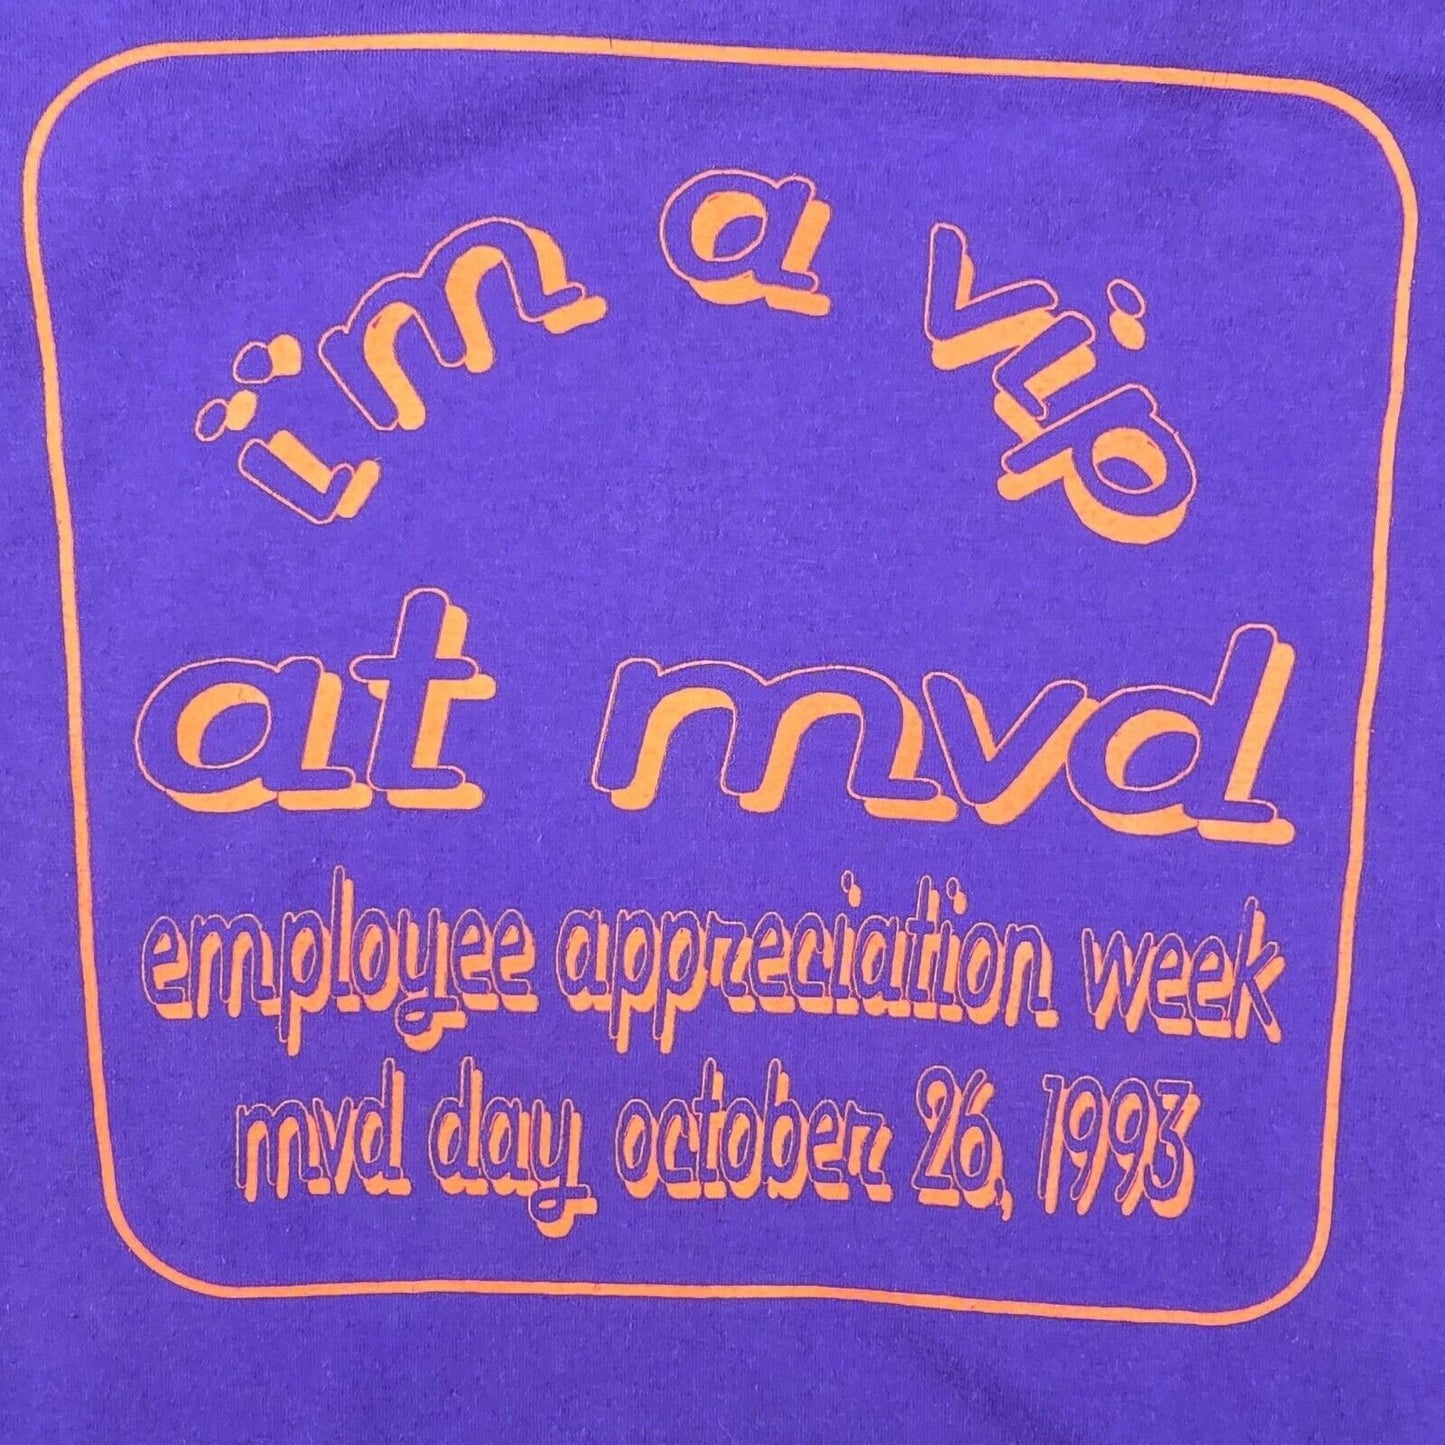 i'm a vip
at mvd
employee appreciation week
mvd day october 26, 1993